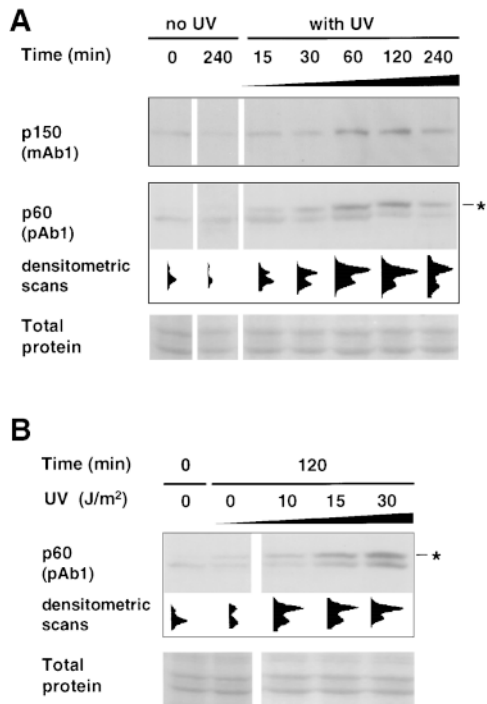 A
no UV with UV
Time (min) 0 240 15 30 60 120 240
p150
(mAb1)
p60
(pAb1)
*
densitometric
scans
Total
protein
B
Time (min) 0 120
UV (J/m²) 0 0 10 15 30
p60
(pAb1)
*
densitometric
scans
Total
protein